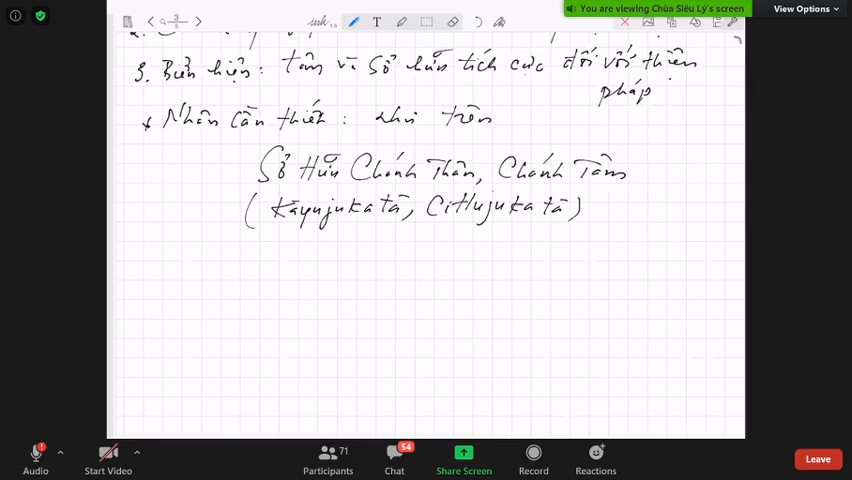 You are viewing Chùa Siêu Lý's screen
View Options
3
3. Biểu hiện: tâm và sở hữu tích cực đối với thiện
pháp
* Nhân cần thiết: như trên
Sở Hữu Chánh Thân, Chánh Tâm
(Kāyujukatā, Cittujukatā)
Audio
Start Video
71
Participants
54
Chat
Share Screen
Record
Reactions
Leave